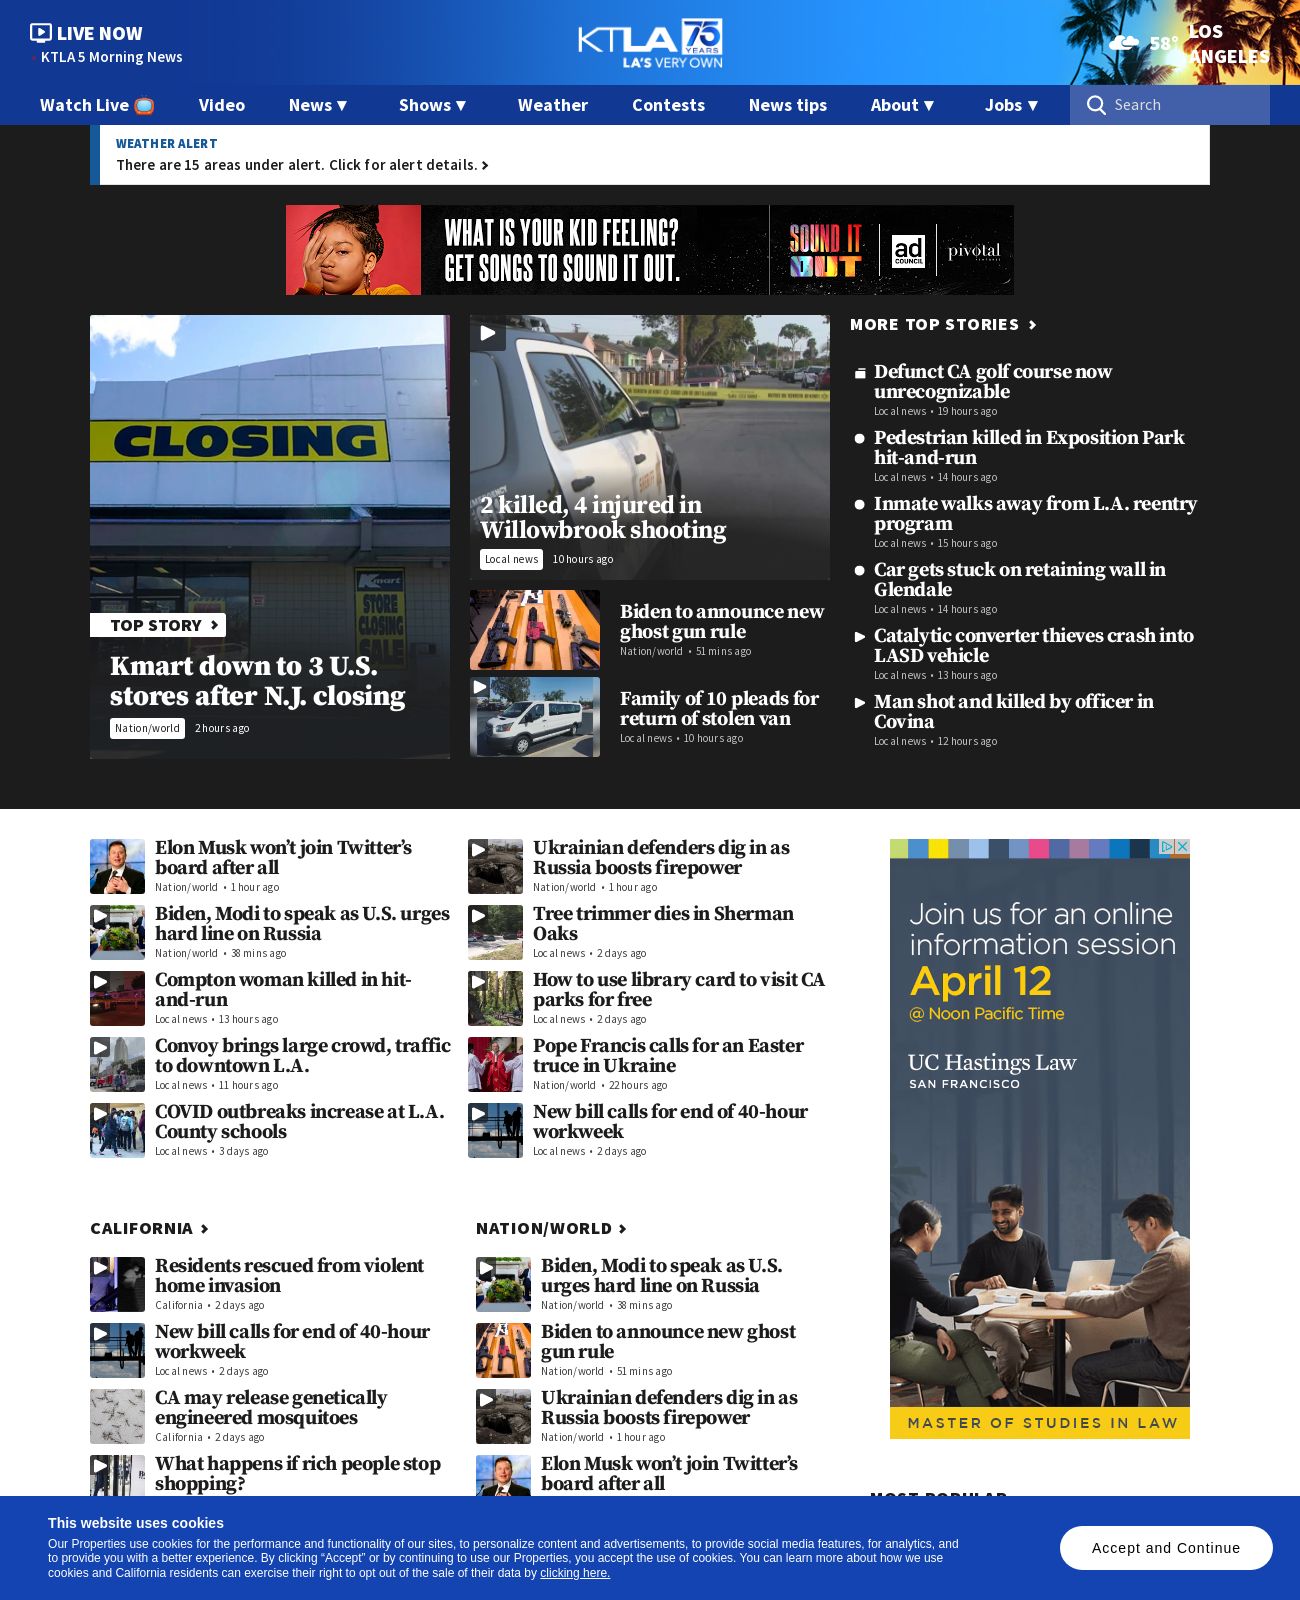 LIVE NOW
KTLA 5 Morning News
KTLA 75
YEARS
LA'S VERY OWN
58°
LOS
ANGELES
Watch Live
Video
News ▼
Shows ▼
Weather
Contests
News tips
About ▼
Jobs ▼
Search
WEATHER ALERT
There are 15 areas under alert. Click for alert details.
WHAT IS YOUR KID FEELING?
GET SONGS TO SOUND IT OUT.
SOUND IT
OUT
ad
COUNCIL
pivotal
CLOSING
Kmart
STORE
CLOSING
SALE
TOP STORY
Kmart down to 3 U.S.
stores after N.J. closing
Nation/world 2 hours ago
2 killed, 4 injured in
Willowbrook shooting
Local news 10 hours ago
Biden to announce new
ghost gun rule
Nation/world • 51 mins ago
Family of 10 pleads for
return of stolen van
Local news • 10 hours ago
MORE TOP STORIES
Defunct CA golf course now
unrecognizable
Local news • 19 hours ago
Pedestrian killed in Exposition Park
hit-and-run
Local news • 14 hours ago
Inmate walks away from L.A. reentry
program
Local news • 15 hours ago
Car gets stuck on retaining wall in
Glendale
Local news • 14 hours ago
Catalytic converter thieves crash into
LASD vehicle
Local news • 13 hours ago
Man shot and killed by officer in
Covina
Local news • 12 hours ago
Elon Musk won’t join Twitter’s
board after all
Nation/world • 1 hour ago
Biden, Modi to speak as U.S. urges
hard line on Russia
Nation/world • 38 mins ago
Compton woman killed in hit-
and-run
Local news • 13 hours ago
Convoy brings large crowd, traffic
to downtown L.A.
Local news • 11 hours ago
COVID outbreaks increase at L.A.
County schools
Local news • 3 days ago
Ukrainian defenders dig in as
Russia boosts firepower
Nation/world • 1 hour ago
Tree trimmer dies in Sherman
Oaks
Local news • 2 days ago
How to use library card to visit CA
parks for free
Local news • 2 days ago
Pope Francis calls for an Easter
truce in Ukraine
Nation/world • 22 hours ago
New bill calls for end of 40-hour
workweek
Local news • 2 days ago
Join us for an online
information session
April 12
@ Noon Pacific Time
UC Hastings Law
SAN FRANCISCO
MASTER OF STUDIES IN LAW
CALIFORNIA
Residents rescued from violent
home invasion
California • 2 days ago
New bill calls for end of 40-hour
workweek
Local news • 2 days ago
CA may release genetically
engineered mosquitoes
California • 2 days ago
What happens if rich people stop
shopping?
NATION/WORLD
Biden, Modi to speak as U.S.
urges hard line on Russia
Nation/world • 38 mins ago
Biden to announce new ghost
gun rule
Nation/world • 51 mins ago
Ukrainian defenders dig in as
Russia boosts firepower
Nation/world • 1 hour ago
Elon Musk won’t join Twitter’s
board after all
MOST POPULAR
This website uses cookies
Our Properties use cookies for the performance and functionality of our sites, to personalize content and advertisements, to provide social media features, for analytics, and
to provide you with a better experience. By clicking “Accept” or by continuing to use our Properties, you accept the use of cookies. You can learn more about how we use
cookies and California residents can exercise their right to opt out of the sale of their data by clicking here.
Accept and Continue